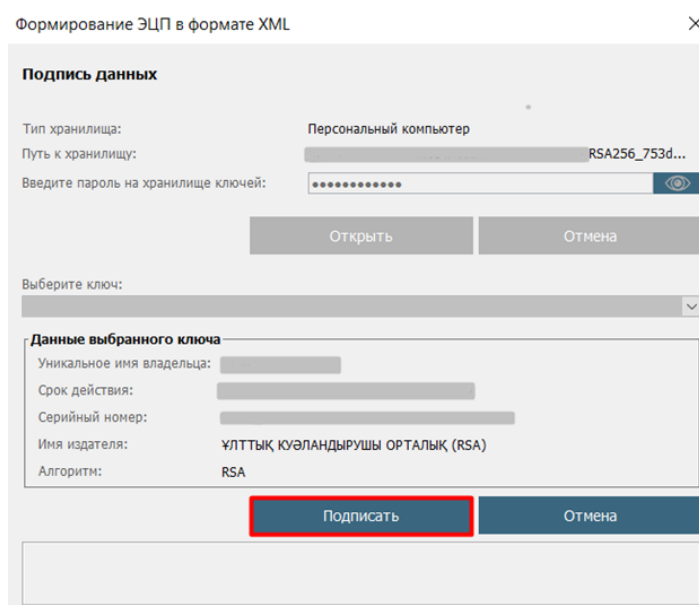 Формирование ЭЦП в формате XML
Подпись данных
Тип хранилища: Персональный компьютер
Путь к хранилищу: RSA256_753d...
Введите пароль на хранилище ключей: ••••••••••••
Открыть Отмена
Выберите ключ:
Данные выбранного ключа
Уникальное имя владельца:
Срок действия:
Серийный номер:
Имя издателя: ҰЛТТЫҚ КУӘЛАНДЫРУШЫ ОРТАЛЫҚ (RSA)
Алгоритм: RSA
Подписать Отмена